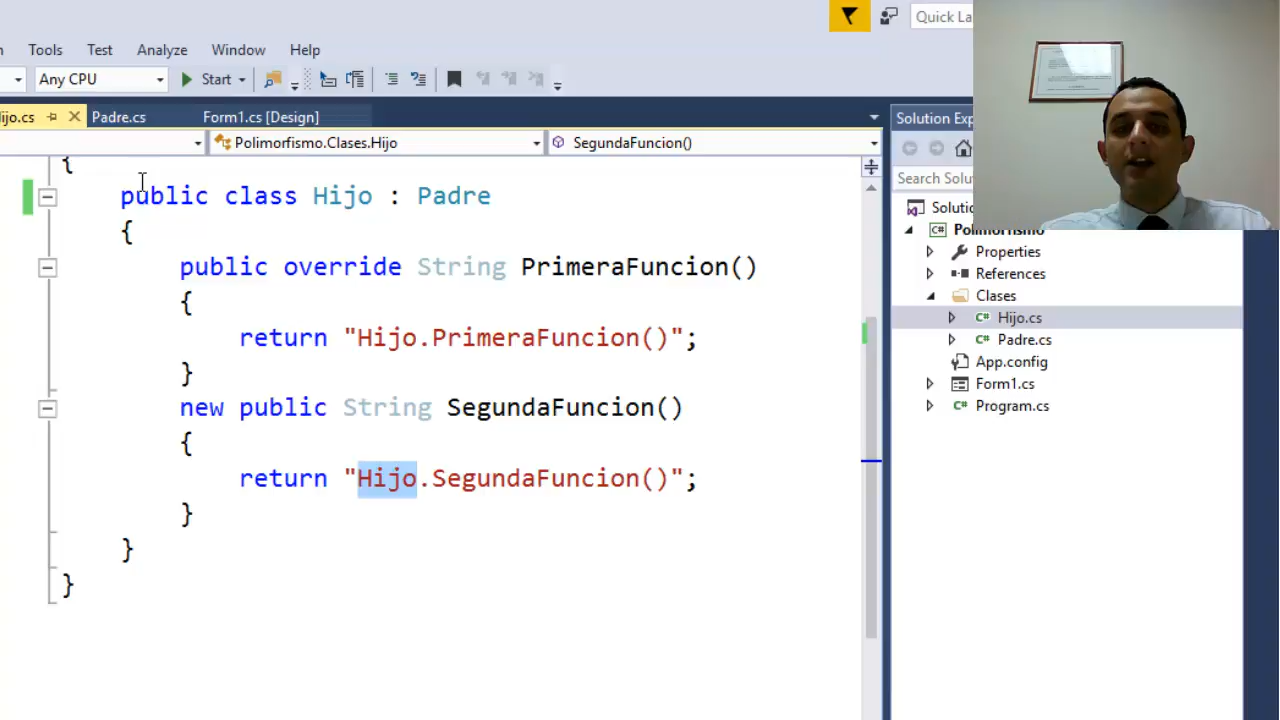 Quick La
Tools Test Analyze Window Help
Any CPU Start
ijo.cs Padre.cs Form1.cs [Design]
Polimorfismo.Clases.Hijo SegundaFuncion()
{
public class Hijo : Padre
{
public override String PrimeraFuncion()
{
return "Hijo.PrimeraFuncion()";
}
new public String SegundaFuncion()
{
return "Hijo.SegundaFuncion()";
}
}
}
Solution Exp
Search Solu
Solutio
C# Polimorfismo
Properties
References
Clases
C# Hijo.cs
C# Padre.cs
App.config
Form1.cs
C# Program.cs